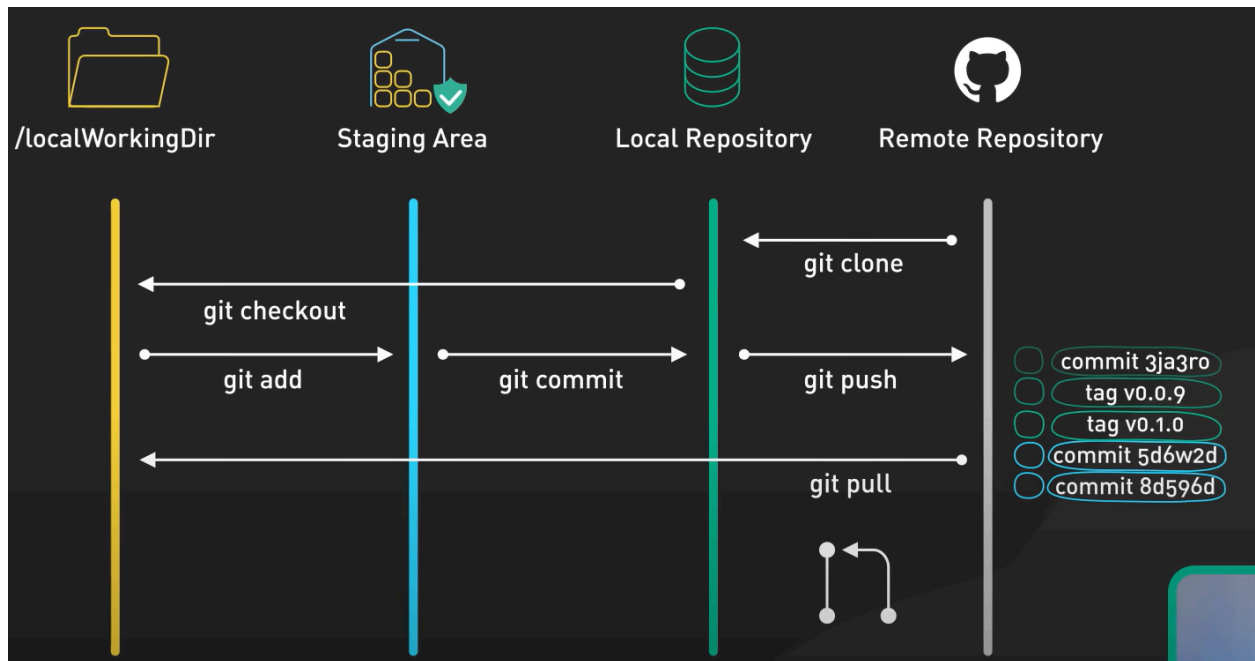 /localWorkingDir
Staging Area
Local Repository
Remote Repository
git clone
git checkout
git add
git commit
git push
commit 3ja3ro
tag v0.0.9
tag v0.1.0
commit 5d6w2d
commit 8d596d
git pull